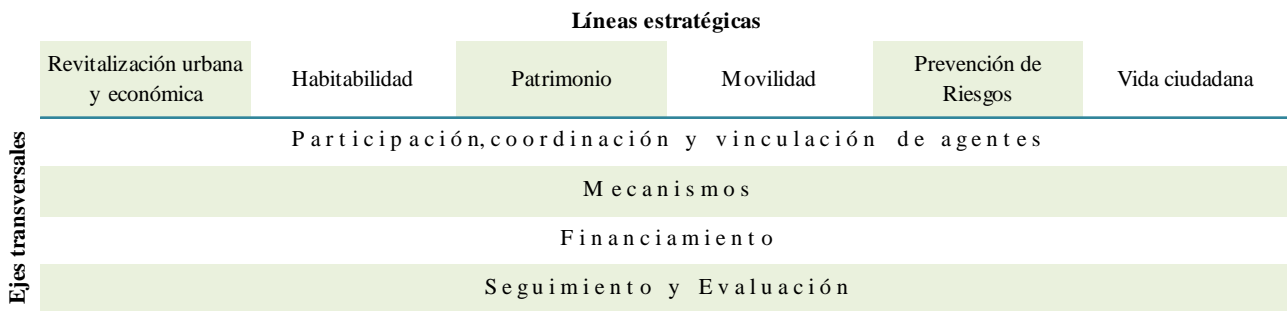 Líneas estratégicas
Revitalización urbana
y económica
Habitabilidad
Patrimonio
Movilidad
Prevención de
Riesgos
Vida ciudadana
Ejes transversales
Participación, coordinación y vinculación de agentes
Mecanismos
Financiamiento
Seguimiento y Evaluación